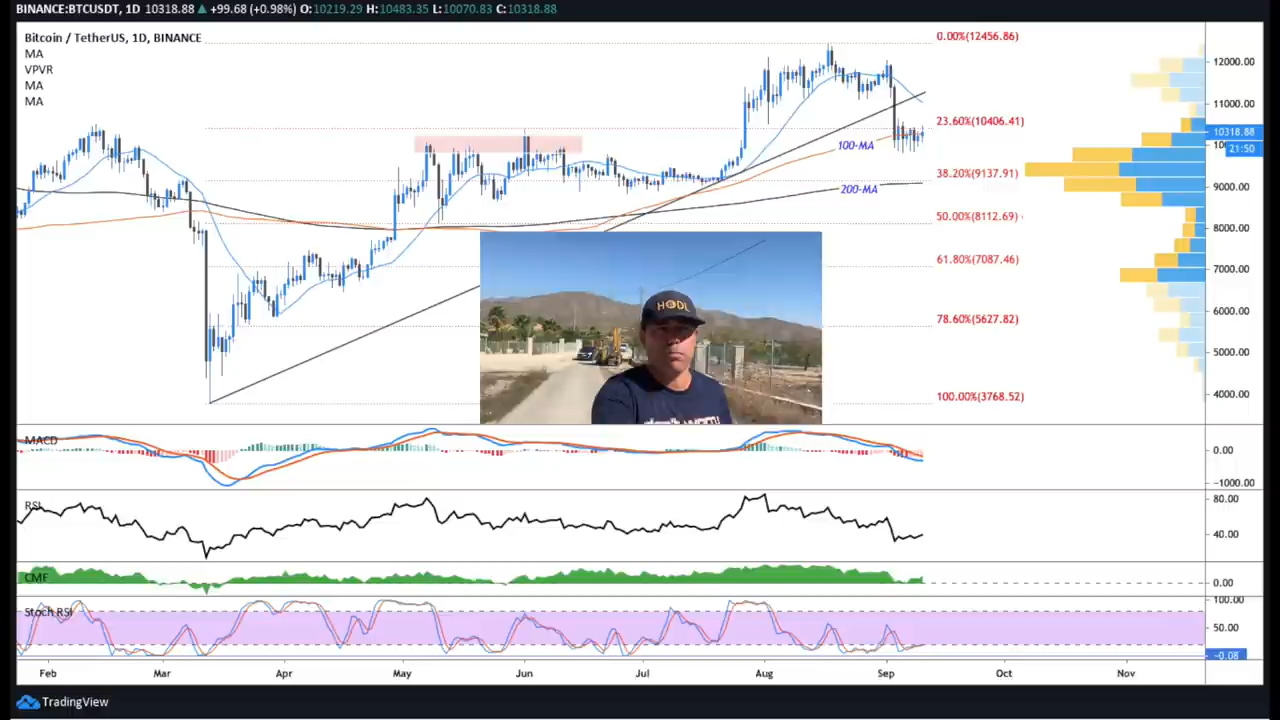 BINANCE:BTCUSDT, 1D 10318.88 ▲ +99.68 (+0.98%) O:10219.29 H:10483.35 L:10070.83 C:10318.88
Bitcoin / TetherUS, 1D, BINANCE
MA
VPVR
MA
MA
0.00%(12456.86)
23.60%(10406.41)
38.20%(9137.91)
50.00%(8112.69)
61.80%(7087.46)
78.60%(5627.82)
100.00%(3768.52)
100-MA
200-MA
12000.00
11000.00
10318.88
21:50
9000.00
8000.00
7000.00
6000.00
5000.00
4000.00
HODL
MACD
0.00
-1000.00
RSI
80.00
40.00
CMF
0.00
Stoch RSI
100.00
50.00
-0.08
Feb Mar Apr May Jun Jul Aug Sep Oct Nov
TradingView